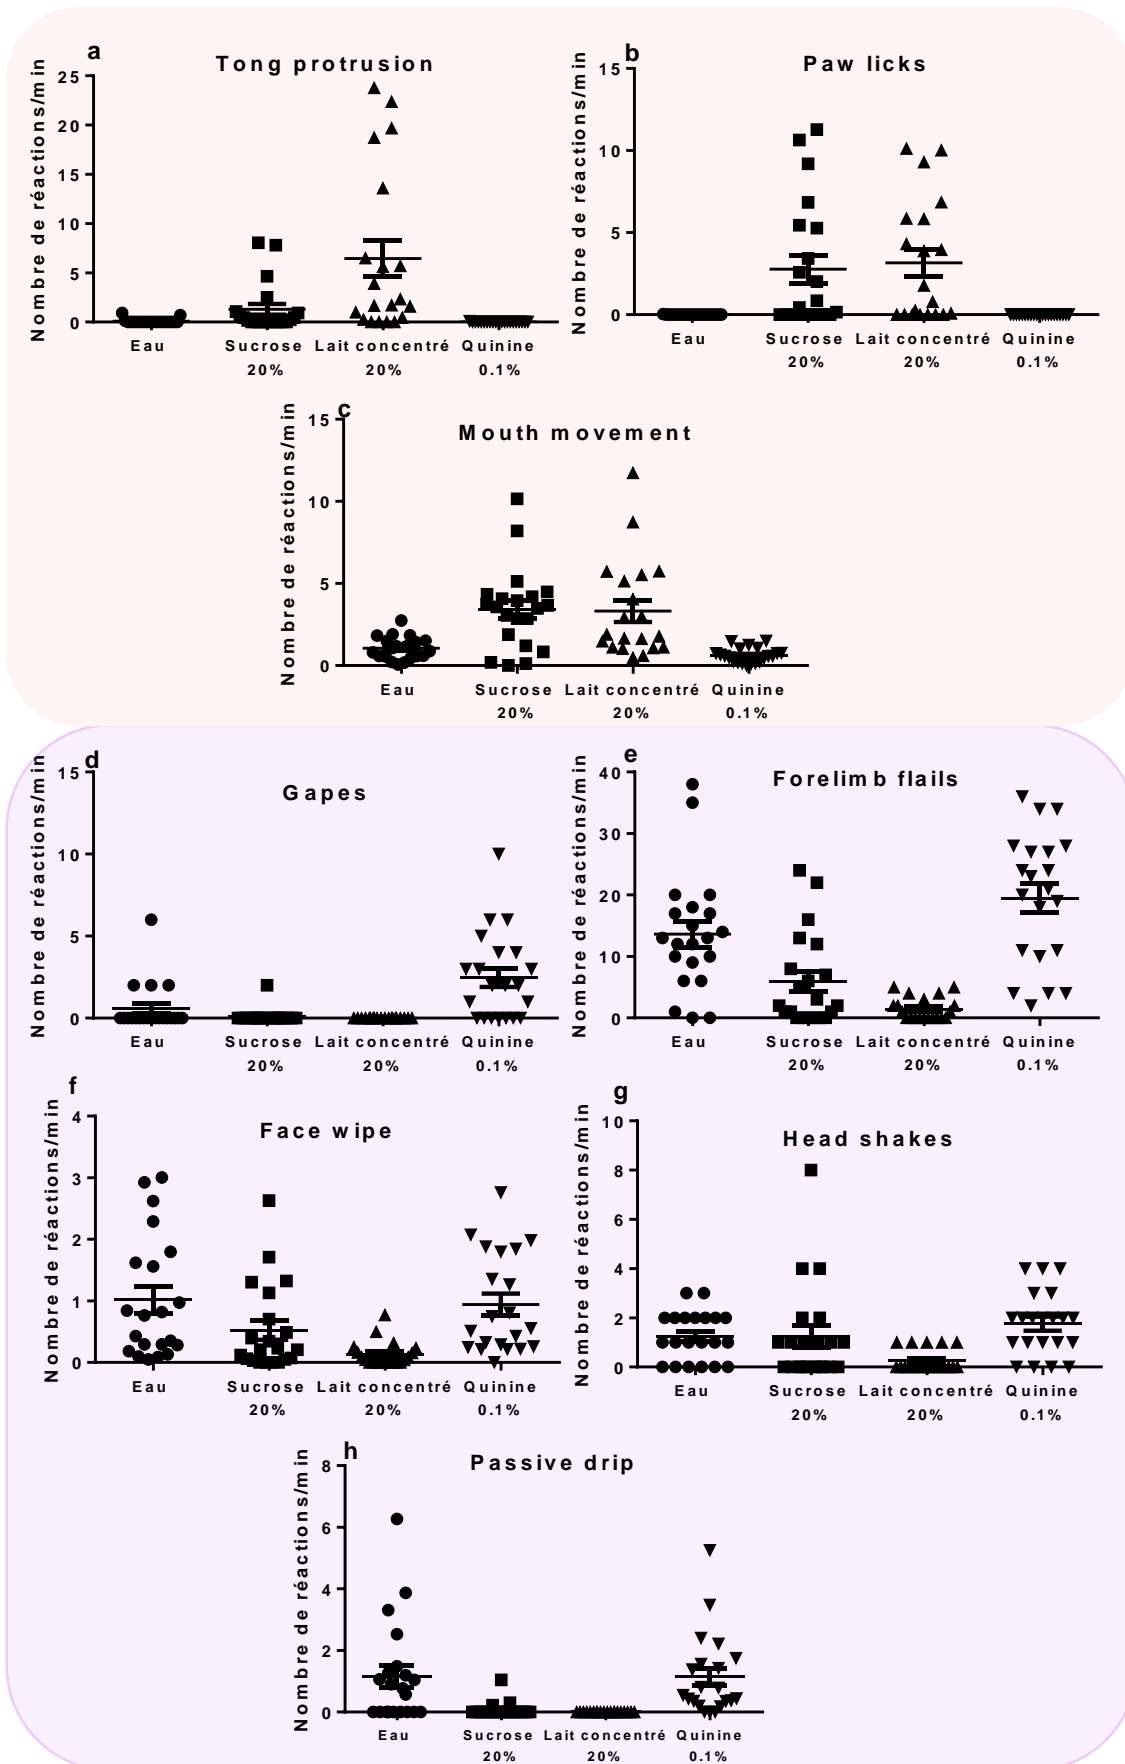 a
Tong protrusion
Nombre de réactions/min
25
20
15
10
5
0
Eau Sucrose Lait concentré Quinine
20% 20% 0.1%
b
Paw licks
Nombre de réactions/min
15
10
5
0
Eau Sucrose Lait concentré Quinine
20% 20% 0.1%
c
Mouth movement
Nombre de réactions/min
15
10
5
0
Eau Sucrose Lait concentré Quinine
20% 20% 0.1%
d
Gapes
Nombre de réactions/min
15
10
5
0
Eau Sucrose Lait concentré Quinine
20% 20% 0.1%
e
Forelimb flails
Nombre de réactions/min
40
30
20
10
0
Eau Sucrose Lait concentré Quinine
20% 20% 0.1%
f
Face wipe
Nombre de réactions/min
4
3
2
1
0
Eau Sucrose Lait concentré Quinine
20% 20% 0.1%
g
Head shakes
Nombre de réactions/min
10
8
6
4
2
0
Eau Sucrose Lait concentré Quinine
20% 20% 0.1%
h
Passive drip
Nombre de réactions/min
8
6
4
2
0
Eau Sucrose Lait concentré Quinine
20% 20% 0.1%